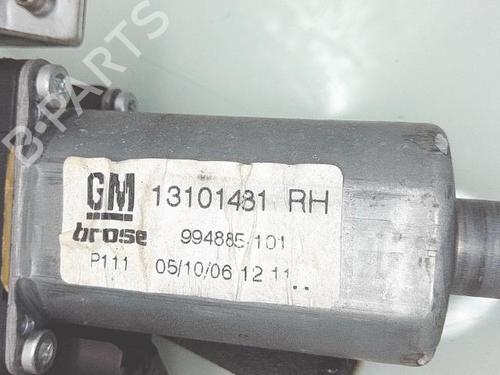 B-PARTS
GM 13101481 RH
brose 994885-101
P111 05/10/06 12 11